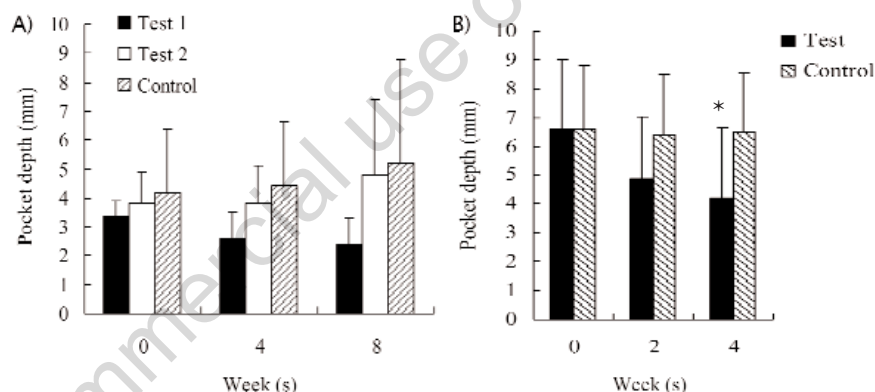 A)
Test 1
Test 2
Control
Pocket depth (mm)
10
9
8
7
6
5
4
3
2
1
0
0 4 8
Week (s)
B)
Test
Control
Pocket depth (mm)
10
9
8
7
6
5
4
3
2
1
0
*
0 2 4
Week (s)
mmercial use o